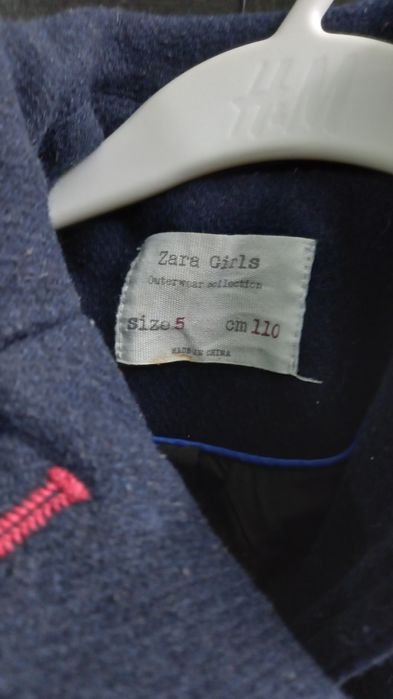 H&M
Zara Girls
Outerwear collection
size 5 cm 110
MADE IN CHINA